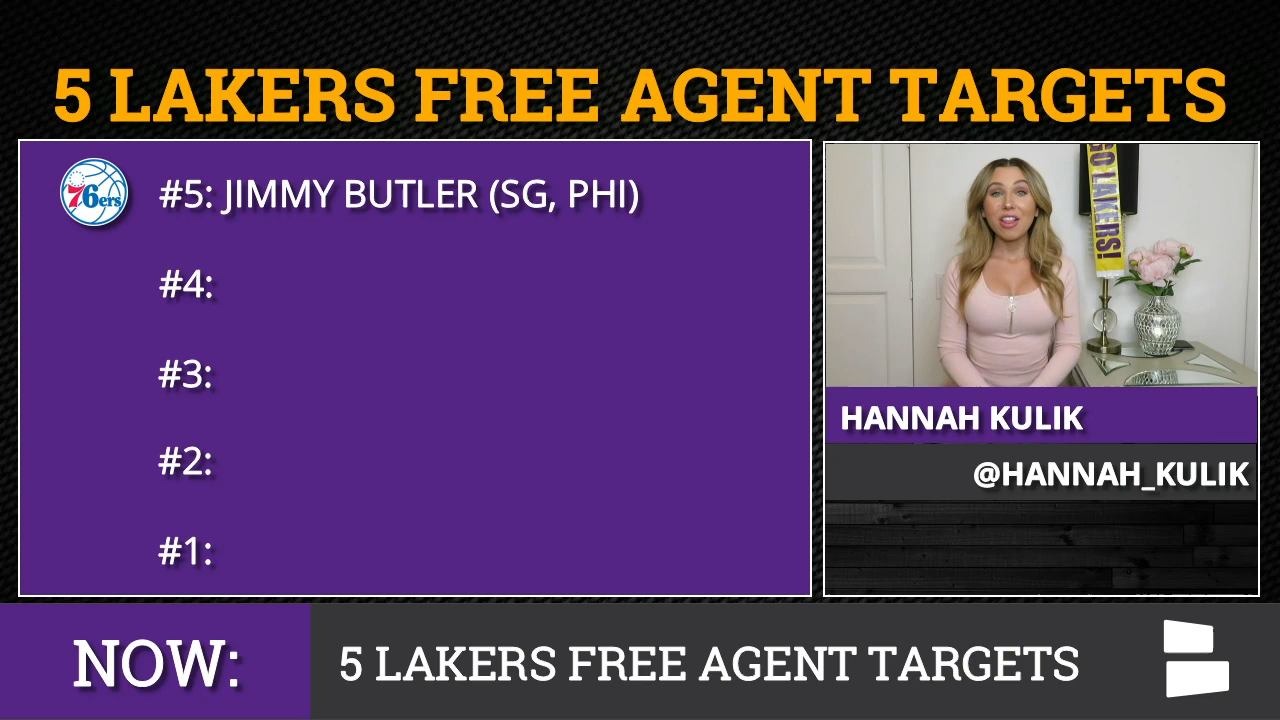 5 LAKERS FREE AGENT TARGETS
76ers
#5: JIMMY BUTLER (SG, PHI)
#4:
#3:
#2:
#1:
GO LAKERS!
HANNAH KULIK
@HANNAH_KULIK
NOW:
5 LAKERS FREE AGENT TARGETS